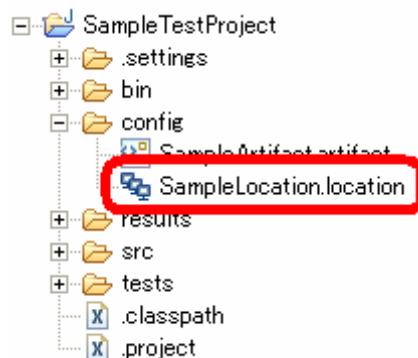 SampleTestProject
.settings
bin
config
SampleArtifact.artifact
SampleLocation.location
results
src
tests
.classpath
.project